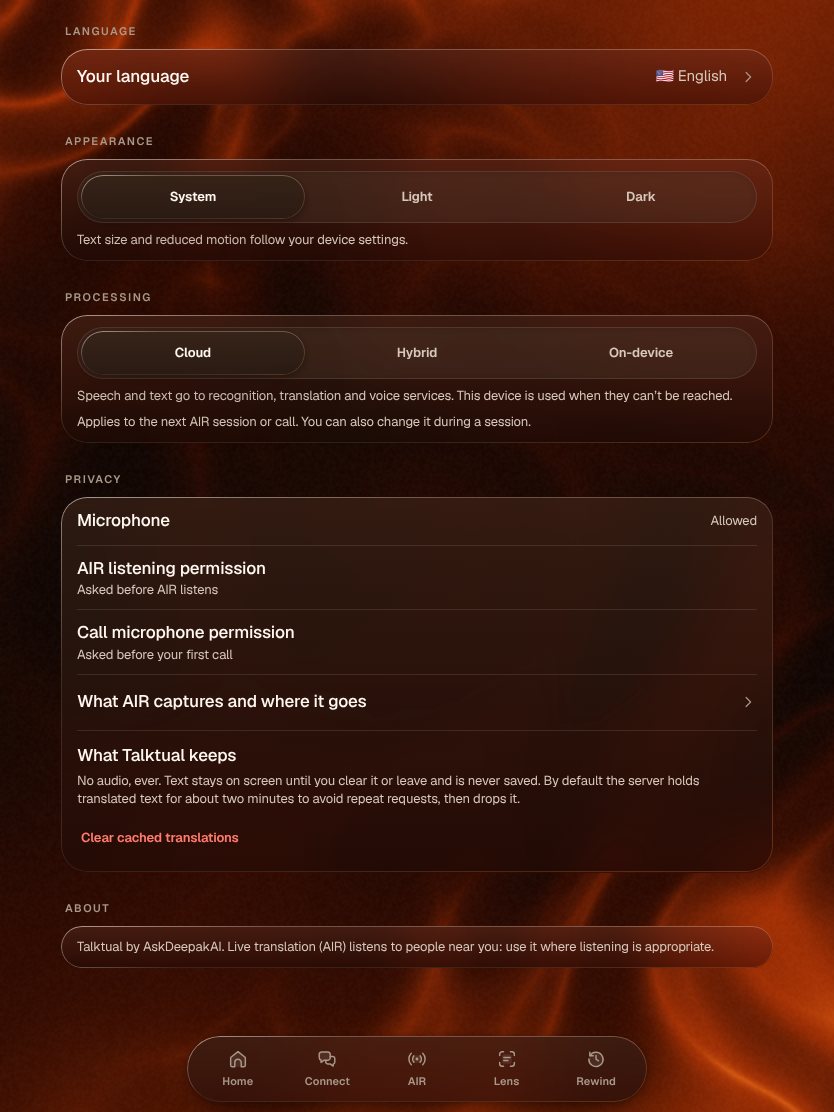 LANGUAGE
Your language
🇺🇸 English
APPEARANCE
System
Light
Dark
Text size and reduced motion follow your device settings.
PROCESSING
Cloud
Hybrid
On-device
Speech and text go to recognition, translation and voice services. This device is used when they can’t be reached.
Applies to the next AIR session or call. You can also change it during a session.
PRIVACY
Microphone
Allowed
AIR listening permission
Asked before AIR listens
Call microphone permission
Asked before your first call
What AIR captures and where it goes
What Talktual keeps
No audio, ever. Text stays on screen until you clear it or leave and is never saved. By default the server holds
translated text for about two minutes to avoid repeat requests, then drops it.
Clear cached translations
ABOUT
Talktual by AskDeepakAI. Live translation (AIR) listens to people near you: use it where listening is appropriate.
Home
Connect
AIR
Lens
Rewind